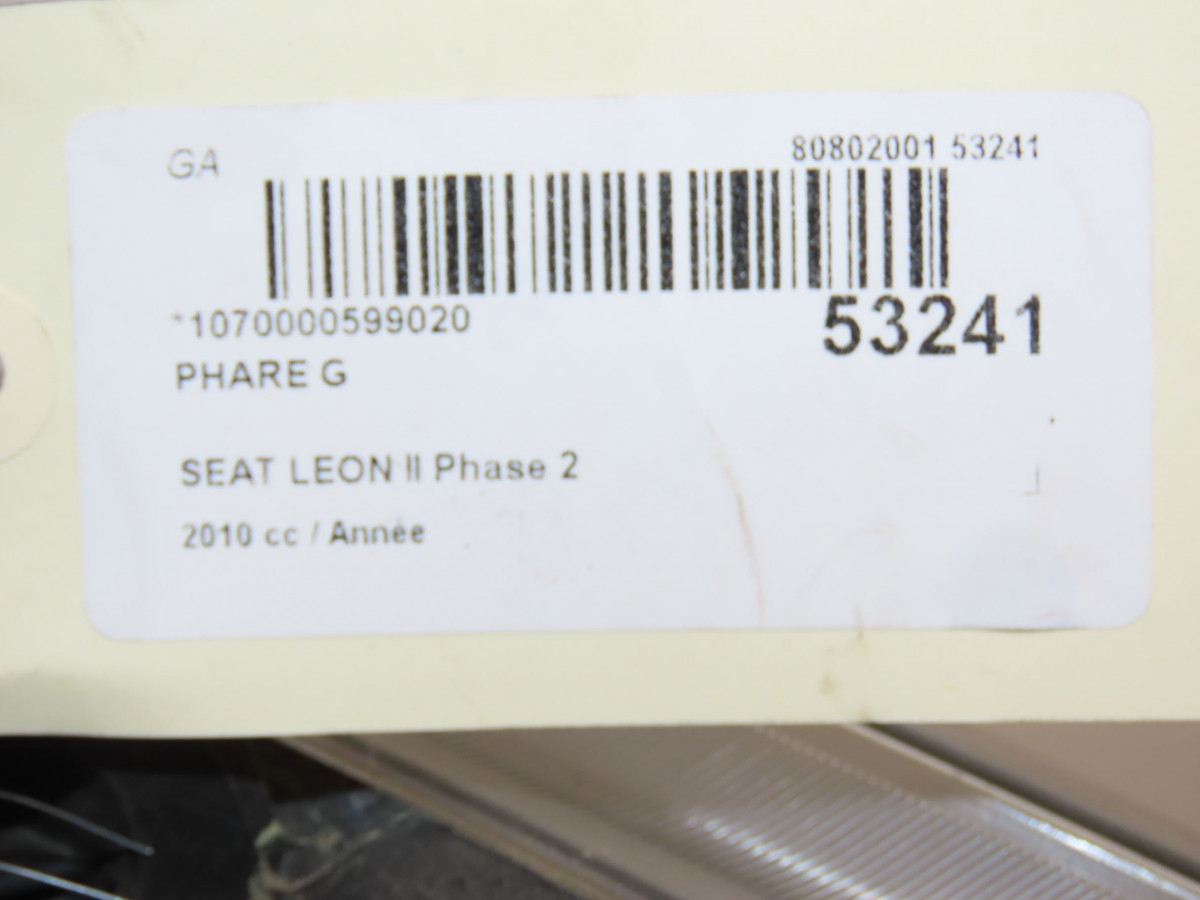 GA
80802001 53241
*1070000599020
53241
PHARE G
SEAT LEON II Phase 2
2010 cc / Année